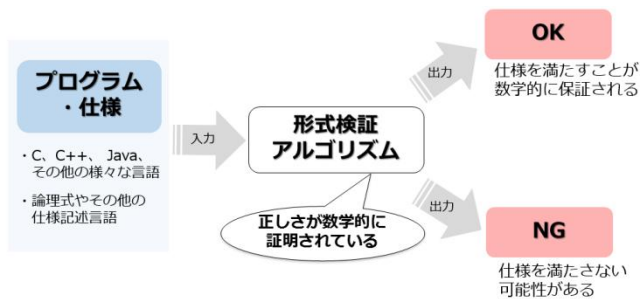 プログラム
・仕様
・C、C++、 Java、
その他の様々な言語
・論理式やその他の
仕様記述言語
入力
形式検証
アルゴリズム
正しさが数学的に
証明されている
出力
OK
仕様を満たすことが
数学的に保証される
出力
NG
仕様を満たさない
可能性がある